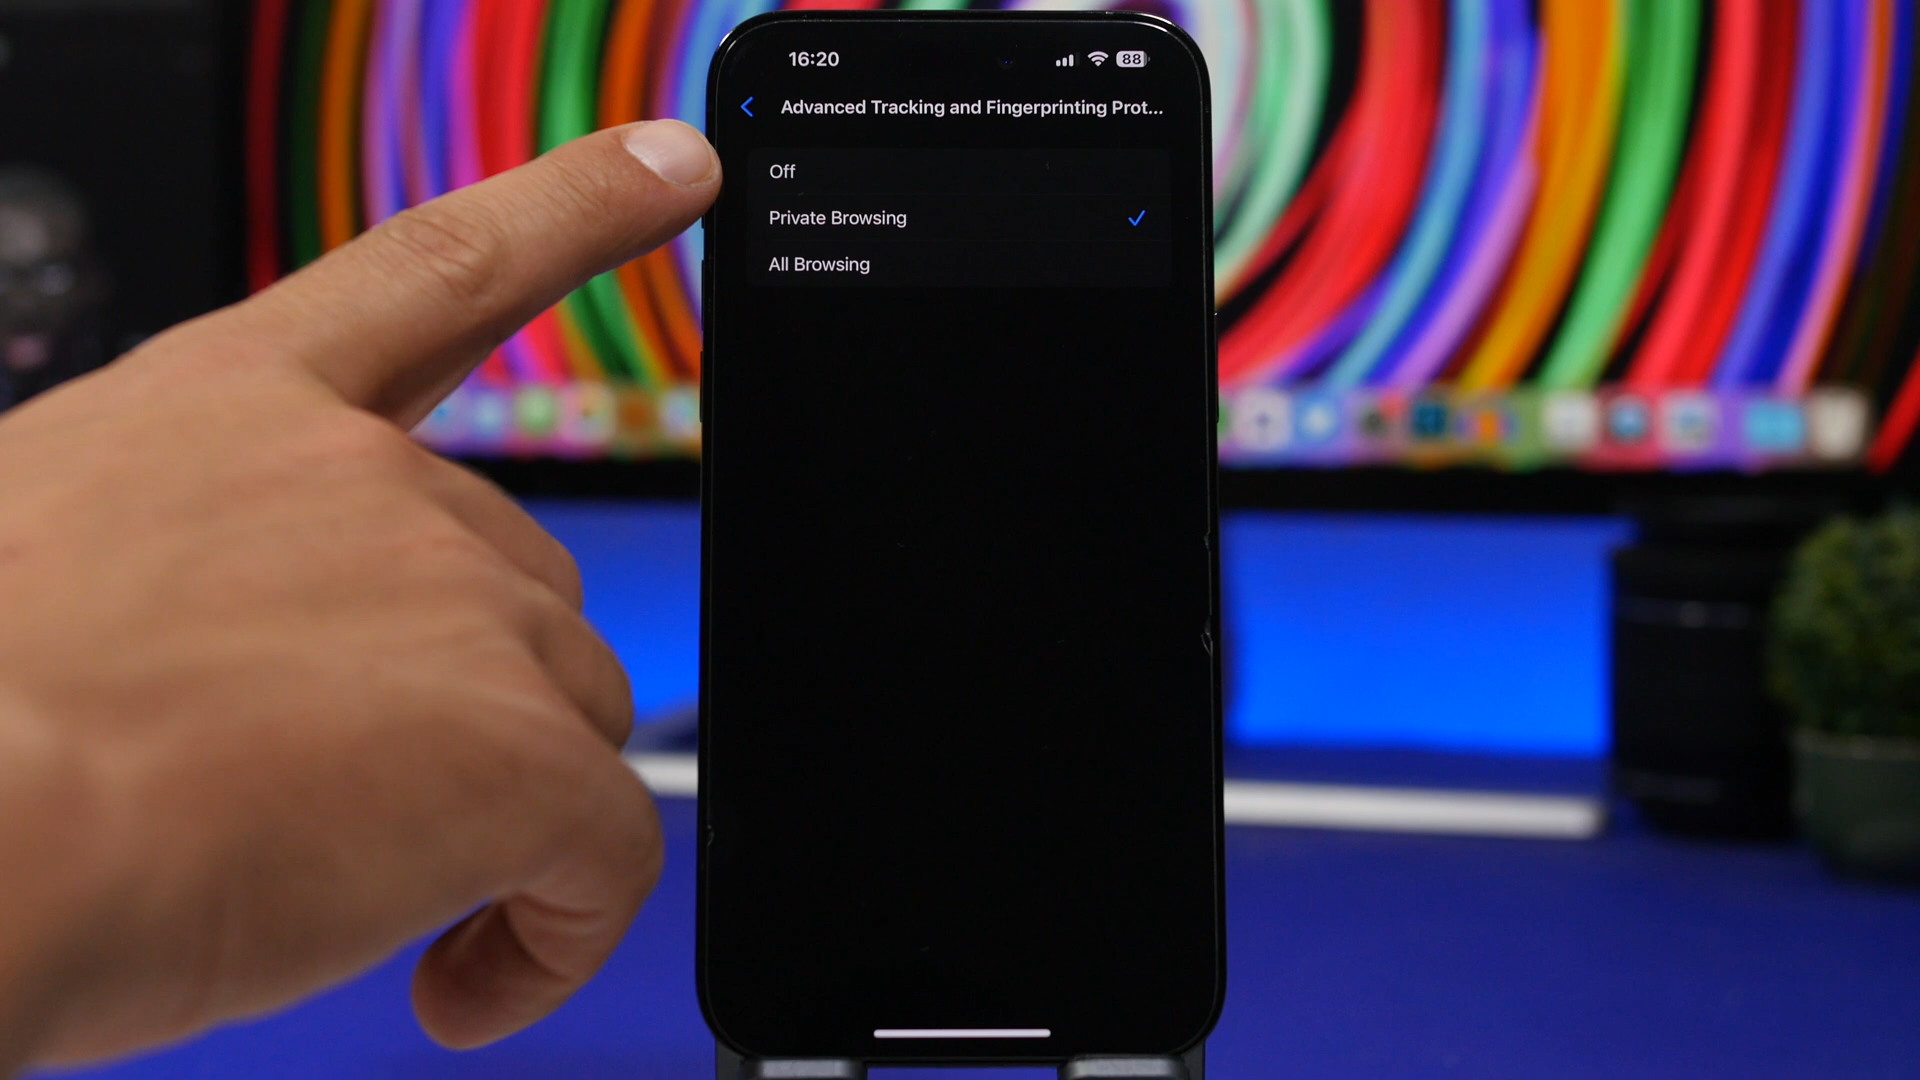 16:20
88
Advanced Tracking and Fingerprinting Prot...
Off
Private Browsing
All Browsing